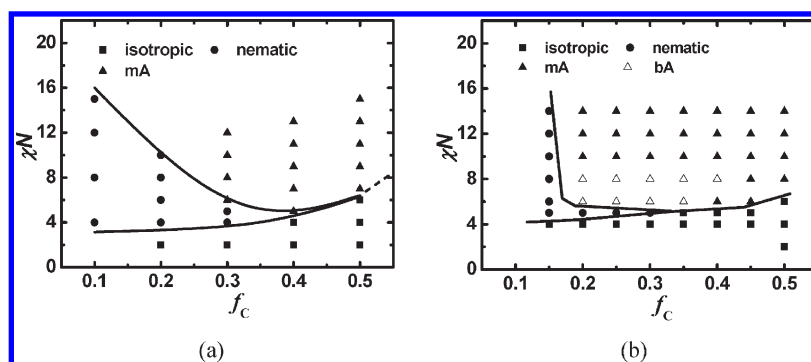 20
16
12
8
4
0
χN
■ isotropic ● nematic
▲ mA
0.1 0.2 0.3 0.4 0.5
f_C
(a)
20
16
12
8
4
0
χN
■ isotropic ● nematic
▲ mA △ bA
0.1 0.2 0.3 0.4 0.5
f_C
(b)